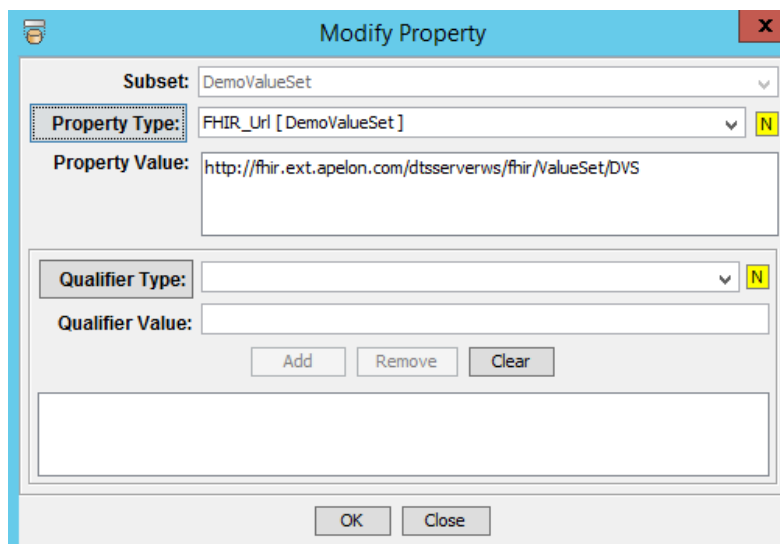 Modify Property
x
Subset: DemoValueSet
Property Type: FHIR_Url [ DemoValueSet ] N
Property Value: http://fhir.ext.apelon.com/dtsserverws/fhir/ValueSet/DVS
Qualifier Type: N
Qualifier Value:
Add Remove Clear
OK Close